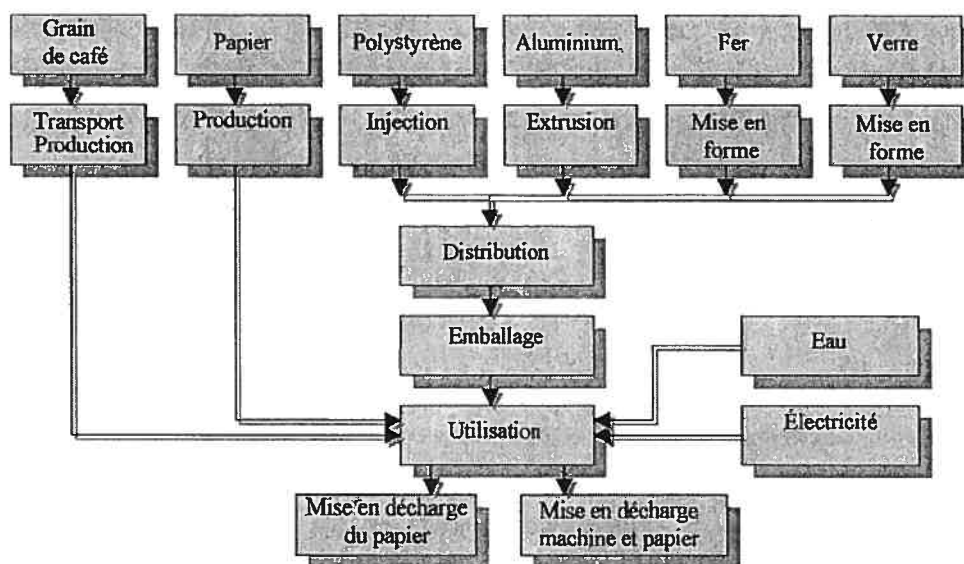 Grain
de café
Papier
Polystyrène
Aluminium
Fer
Verre
Transport
Production
Production
Injection
Extrusion
Mise en
forme
Mise en
forme
Distribution
Emballage
Eau
Utilisation
Électricité
Mise en décharge
du papier
Mise en décharge
machine et papier